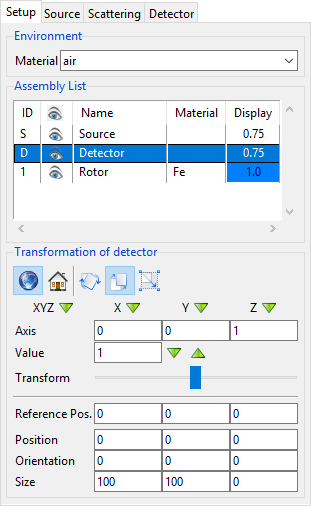 Setup Source Scattering Detector
Environment
Material air
Assembly List
ID Name Material Display
S Source 0.75
D Detector 0.75
1 Rotor Fe 1.0
Transformation of detector
XYZ X Y Z
Axis 0 0 1
Value 1
Transform
Reference Pos. 0 0 0
Position 0 0 0
Orientation 0 0 0
Size 100 100 0